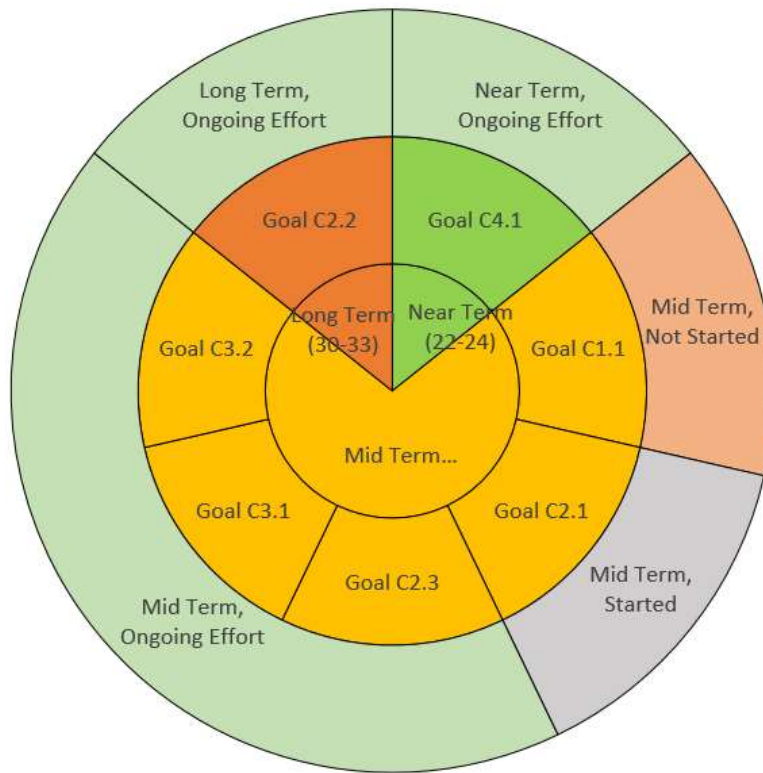 Long Term,
Ongoing Effort
Near Term,
Ongoing Effort
Goal C2.2
Goal C4.1
Long Term
(30-33)
Near Term
(22-24)
Mid Term,
Not Started
Goal C3.2
Goal C1.1
Mid Term...
Goal C3.1
Goal C2.1
Goal C2.3
Mid Term,
Started
Mid Term,
Ongoing Effort